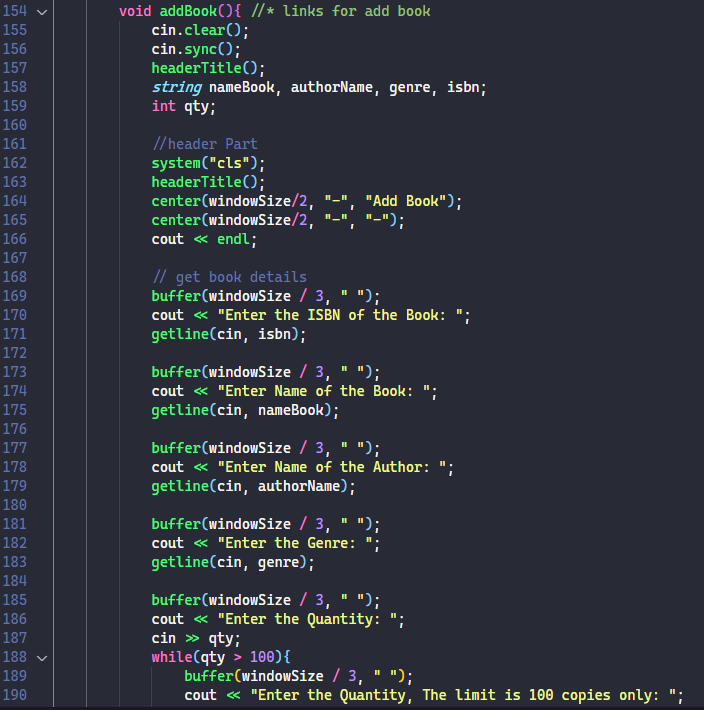 154 void addBook(){ //* links for add book
155 cin.clear();
156 cin.sync();
157 headerTitle();
158 string nameBook, authorName, genre, isbn;
159 int qty;
160
161 //header Part
162 system("cls");
163 headerTitle();
164 center(windowSize/2, "-", "Add Book");
165 center(windowSize/2, "-", "-");
166 cout << endl;
167
168 // get book details
169 buffer(windowSize / 3, " ");
170 cout << "Enter the ISBN of the Book: ";
171 getline(cin, isbn);
172
173 buffer(windowSize / 3, " ");
174 cout << "Enter Name of the Book: ";
175 getline(cin, nameBook);
176
177 buffer(windowSize / 3, " ");
178 cout << "Enter Name of the Author: ";
179 getline(cin, authorName);
180
181 buffer(windowSize / 3, " ");
182 cout << "Enter the Genre: ";
183 getline(cin, genre);
184
185 buffer(windowSize / 3, " ");
186 cout << "Enter the Quantity: ";
187 cin >> qty;
188 while(qty > 100){
189 buffer(windowSize / 3, " ");
190 cout << "Enter the Quantity, The limit is 100 copies only: ";